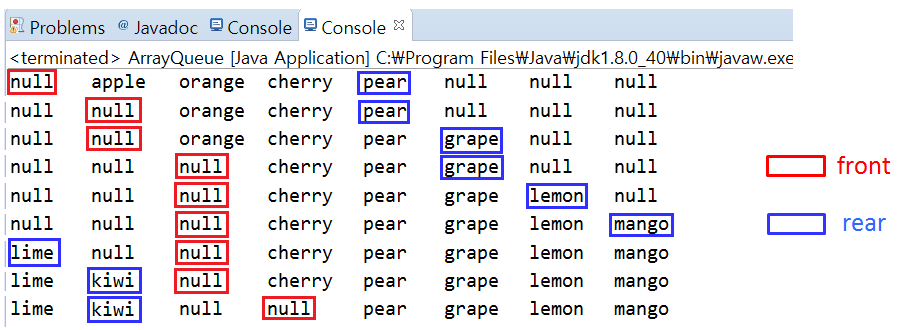 Problems @ Javadoc Console Console
<terminated> ArrayQueue [Java Application] C:₩Program Files₩Java₩jdk1.8.0_40₩bin₩javaw.exe
null apple orange cherry pear null null null
null null orange cherry pear null null null
null null orange cherry pear grape null null
null null null cherry pear grape null null
front
null null null cherry pear grape lemon null
null null null cherry pear grape lemon mango
rear
lime null null cherry pear grape lemon mango
lime kiwi null cherry pear grape lemon mango
lime kiwi null null pear grape lemon mango